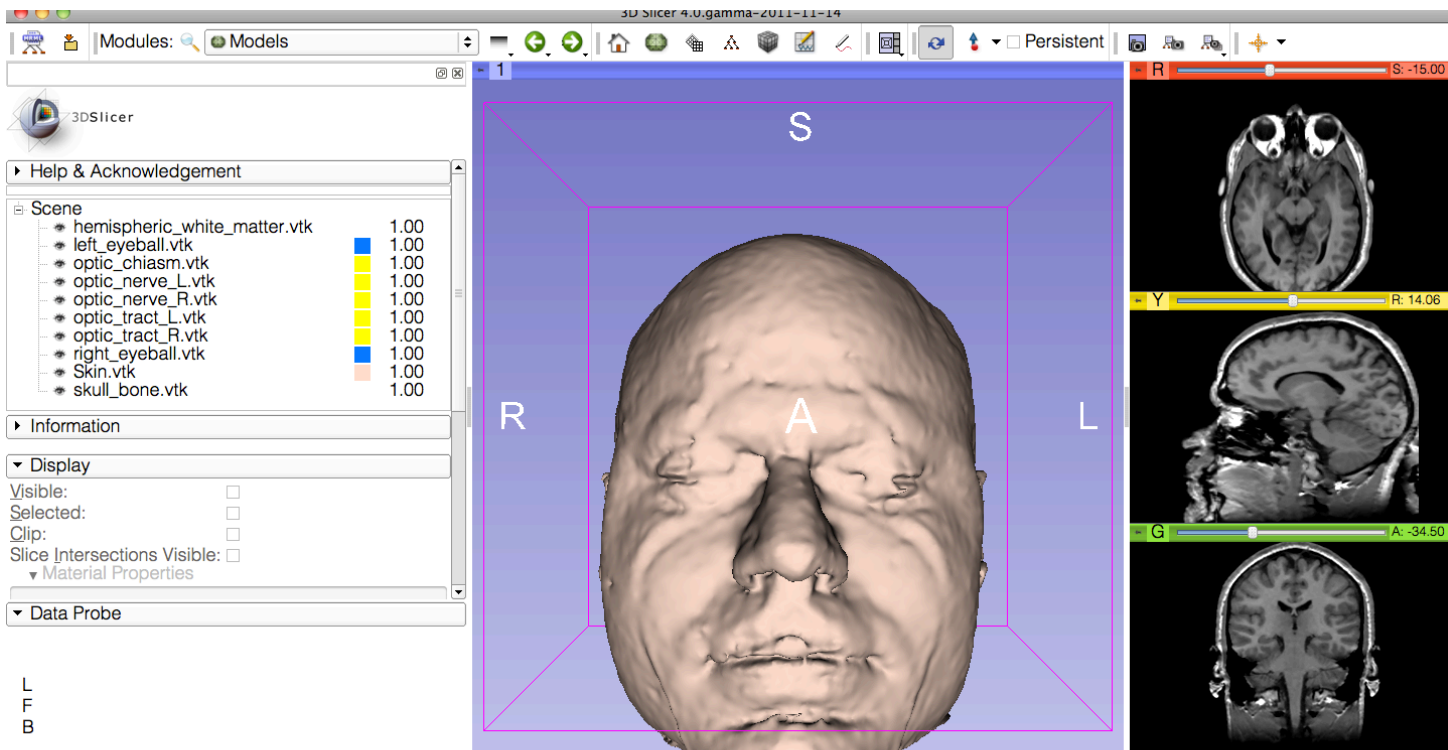 3D Slicer 4.0.gamma-2011-11-14
Modules: Models Persistent
3DSlicer
Help & Acknowledgement
Scene
hemispheric_white_matter.vtk 1.00
left_eyeball.vtk 1.00
optic_chiasm.vtk 1.00
optic_nerve_L.vtk 1.00
optic_nerve_R.vtk 1.00
optic_tract_L.vtk 1.00
optic_tract_R.vtk 1.00
right_eyeball.vtk 1.00
Skin.vtk 1.00
skull_bone.vtk 1.00
Information
Display
Visible:
Selected:
Clip:
Slice Intersections Visible:
Material Properties
Data Probe
L
F
B
1
S
R A L
R S: -15.00
Y R: 14.06
G A: -34.50